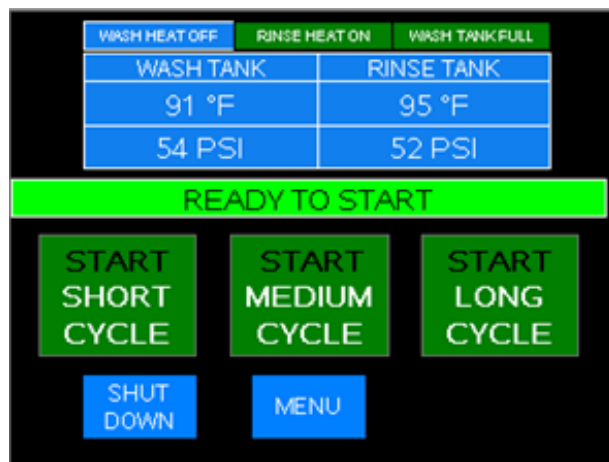 WASH HEAT OFF RINSE HEAT ON WASH TANK FULL
WASH TANK RINSE TANK
91 °F 95 °F
54 PSI 52 PSI
READY TO START
START START START
SHORT MEDIUM LONG
CYCLE CYCLE CYCLE
SHUT
DOWN
MENU